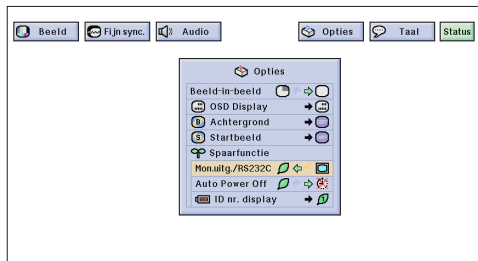 Beeld
Fijn sync.
Audio
Opties
Taal
Status
Opties
Beeld-in-beeld
OSD Display
B Achtergrond
S Startbeeld
Spaarfunctie
Mon.uitg./RS232C
Auto Power Off
ID nr. display 1